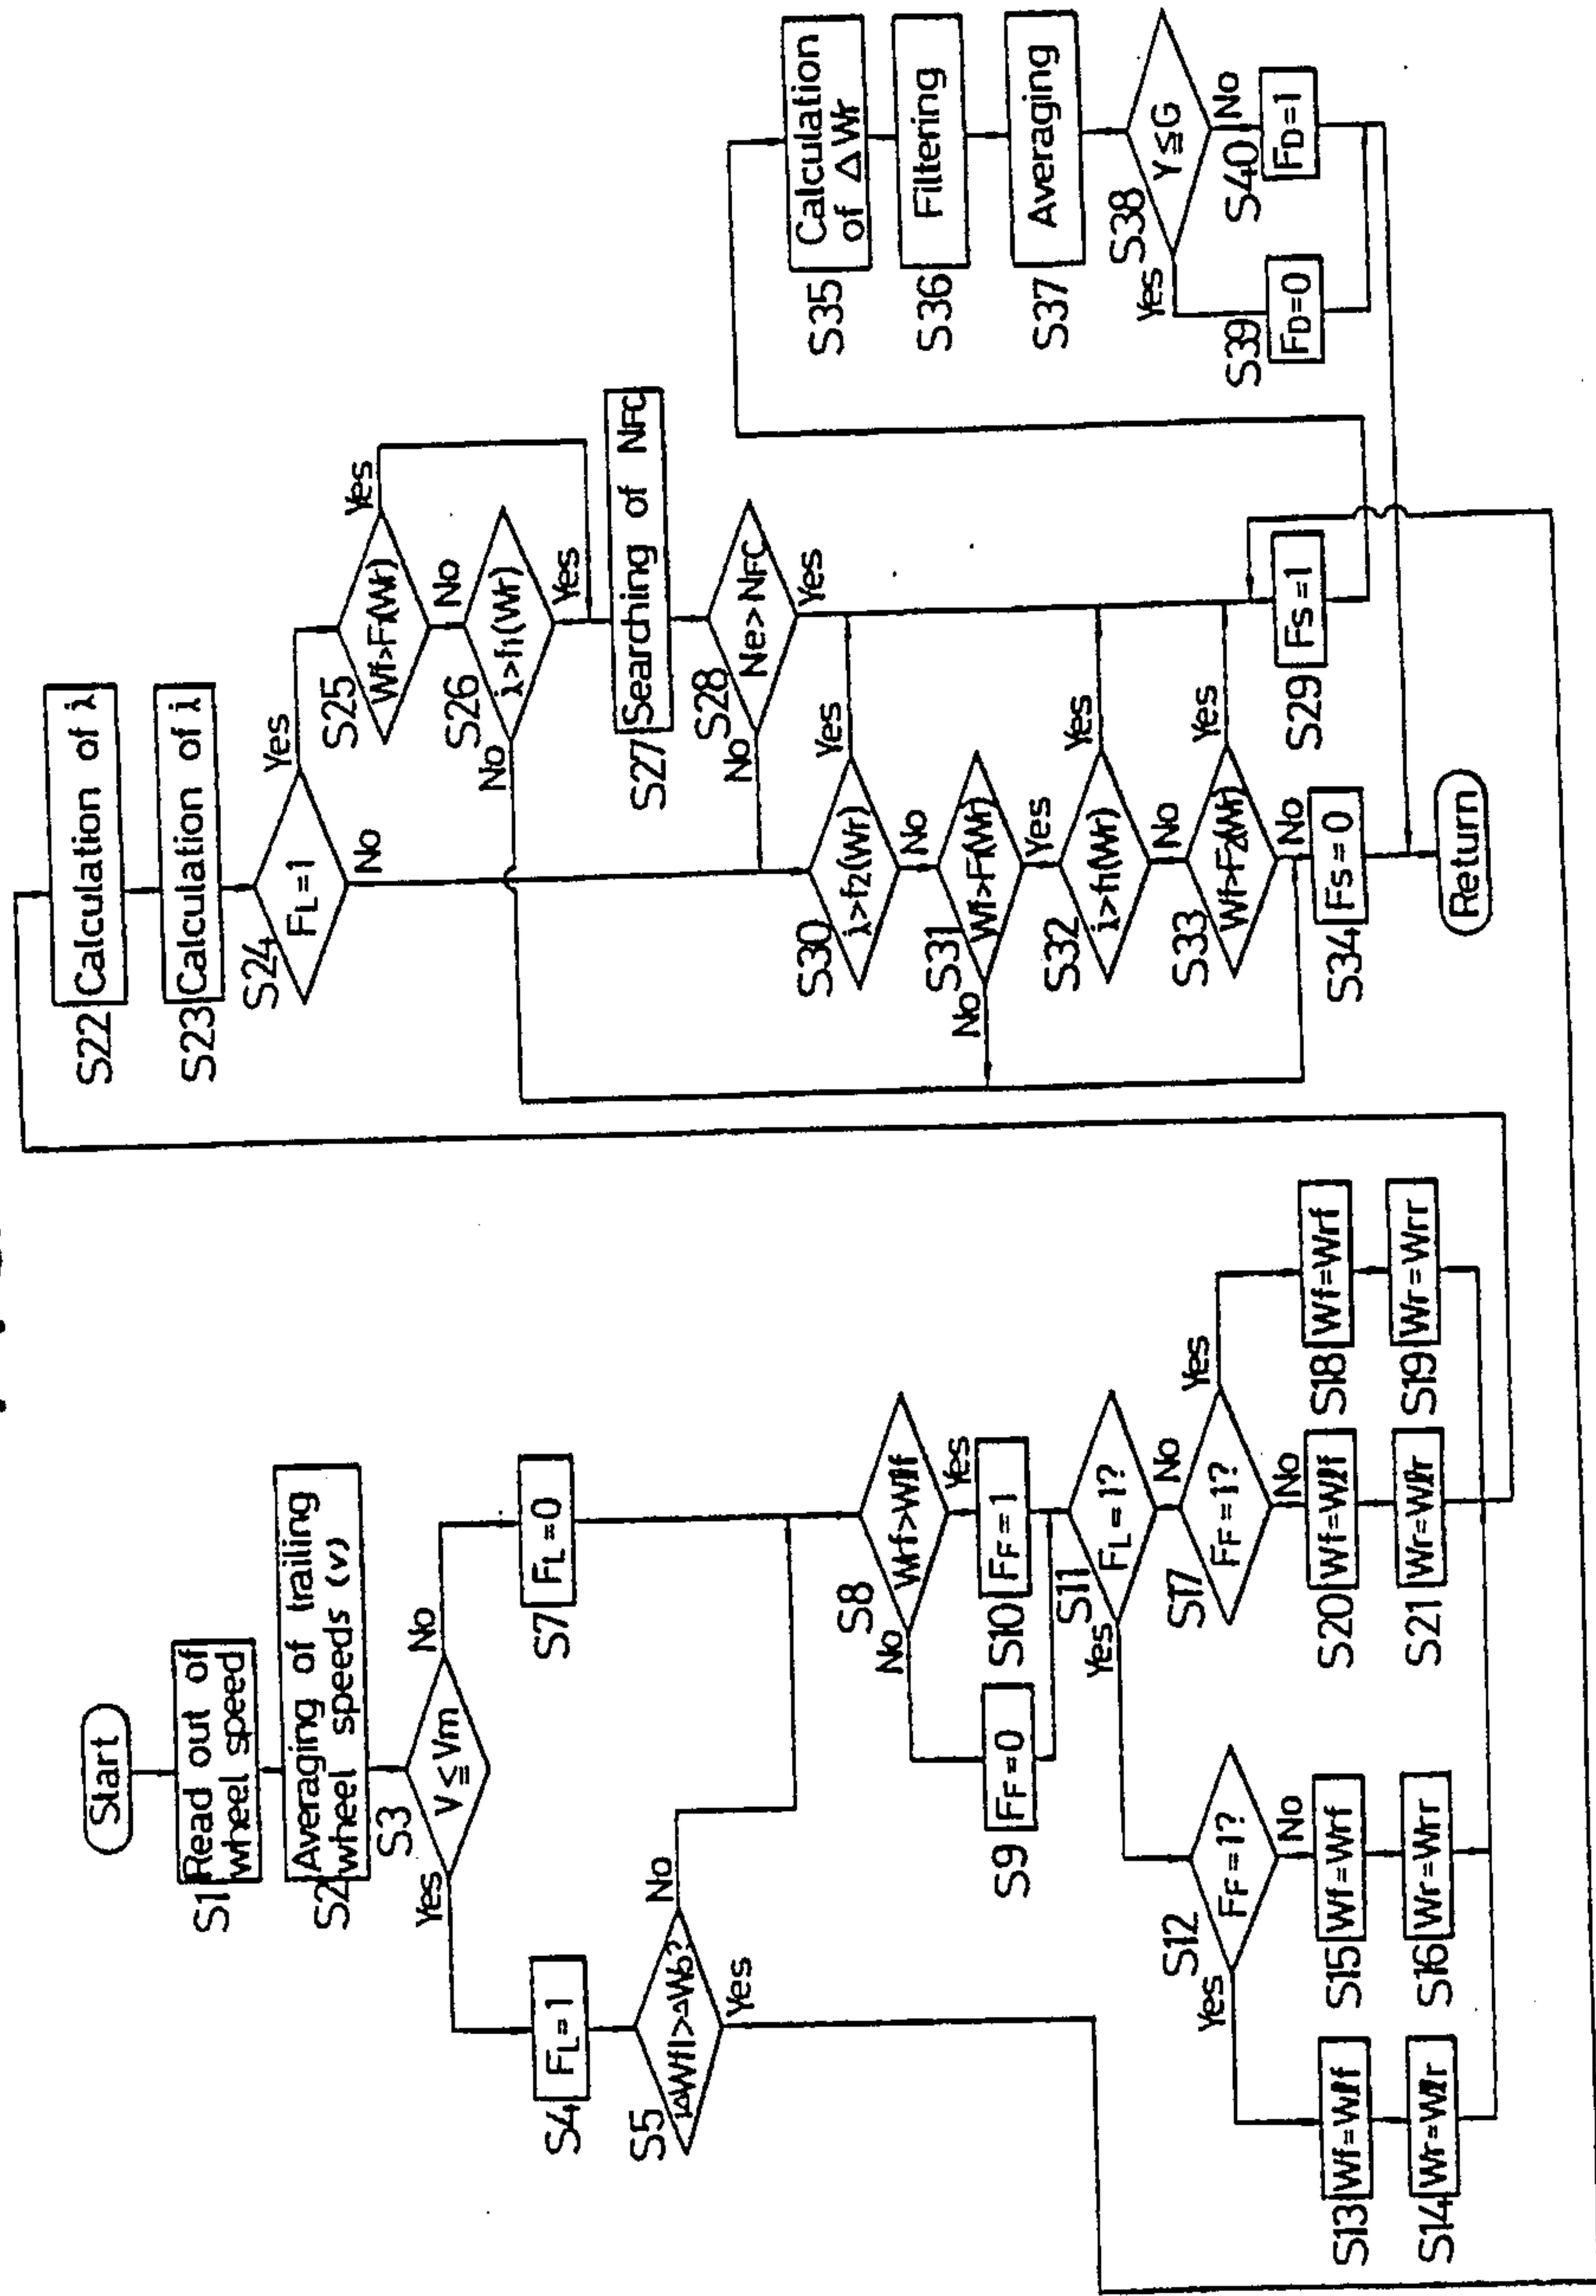 Start
S1
Read out of
wheel speed
S2
Averaging of trailing
wheel speeds (v)
S3
V≦Vm
Yes
No
S4
FL=1
S7
FL=0
S5
|△Wf|>△W6?
No
Yes
S8
Wrf>Wlf
No
Yes
S9
FF=0
S10
FF=1
S11
FL=1?
Yes
No
S12
FF=1?
Yes
No
S17
FF=1?
Yes
No
S13
Wf=Wlf
S15
Wf=Wrf
S20
Wf=Wlf
S18
Wf=Wrf
S14
Wr=Wlr
S16
Wr=Wrr
S21
Wr=Wlr
S19
Wr=Wrr
S22
Calculation of λ
S23
Calculation of λ̇
S24
FL=1
Yes
No
S25
Wf>F1(Wr)
Yes
No
S26
λ̇>f1(Wr)
No
Yes
S27
Searching of NFC
S28
Ne>NFC
No
Yes
S30
λ̇>f2(Wr)
Yes
No
S31
Wf>F1(Wr)
No
Yes
S32
λ̇>f1(Wr)
Yes
No
S33
Wf>F2(Wr)
Yes
No
S34
FS=0
S29
FS=1
Return
S35
Calculation
of △Wr
S36
Filtering
S37
Averaging
S38
Y≦G
Yes
No
S39
FD=0
S40
FD=1